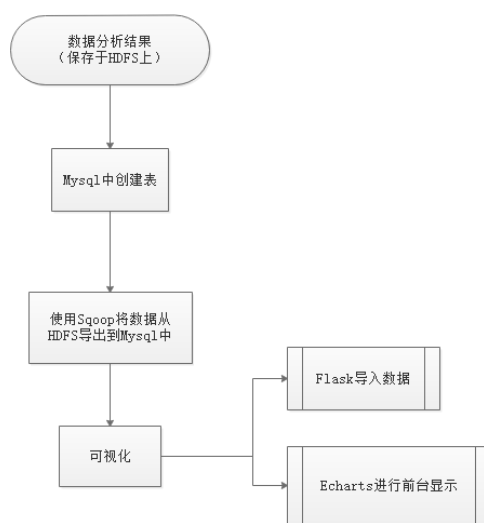 数据分析结果
(保存于HDFS上)
Mysql中创建表
使用Sqoop将数据从
HDFS导出到Mysql中
可视化
Flask导入数据
Echarts进行前台显示